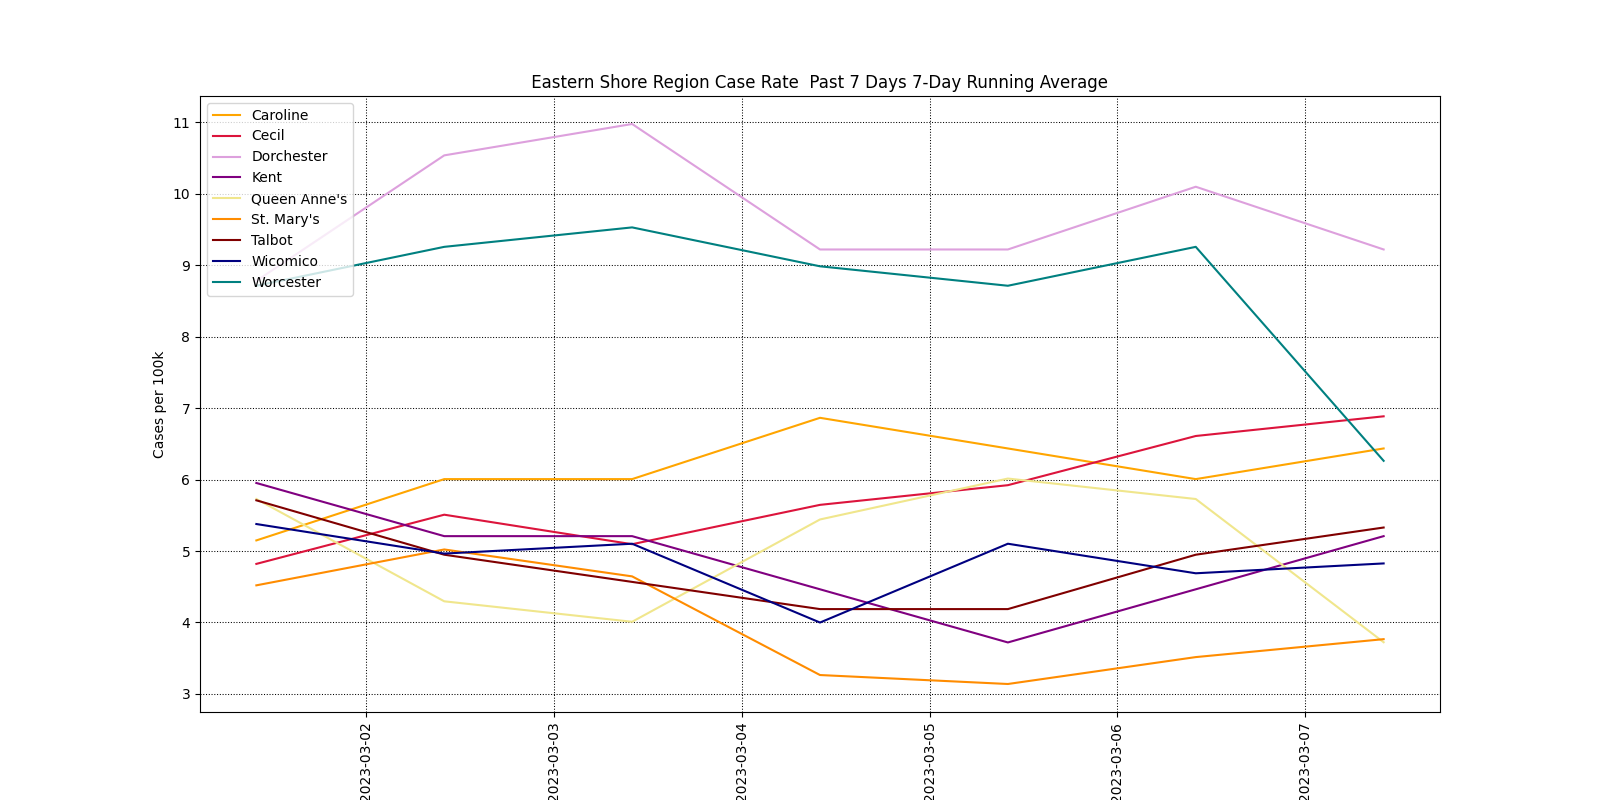 Eastern Shore Region Case Rate  Past 7 Days 7-Day Running Average
Caroline
Cecil
Dorchester
Kent
Queen Anne's
St. Mary's
Talbot
Wicomico
Worcester
11
10
9
8
7
6
5
4
3
Cases per 100k
2023-03-02
2023-03-03
2023-03-04
2023-03-05
2023-03-06
2023-03-07